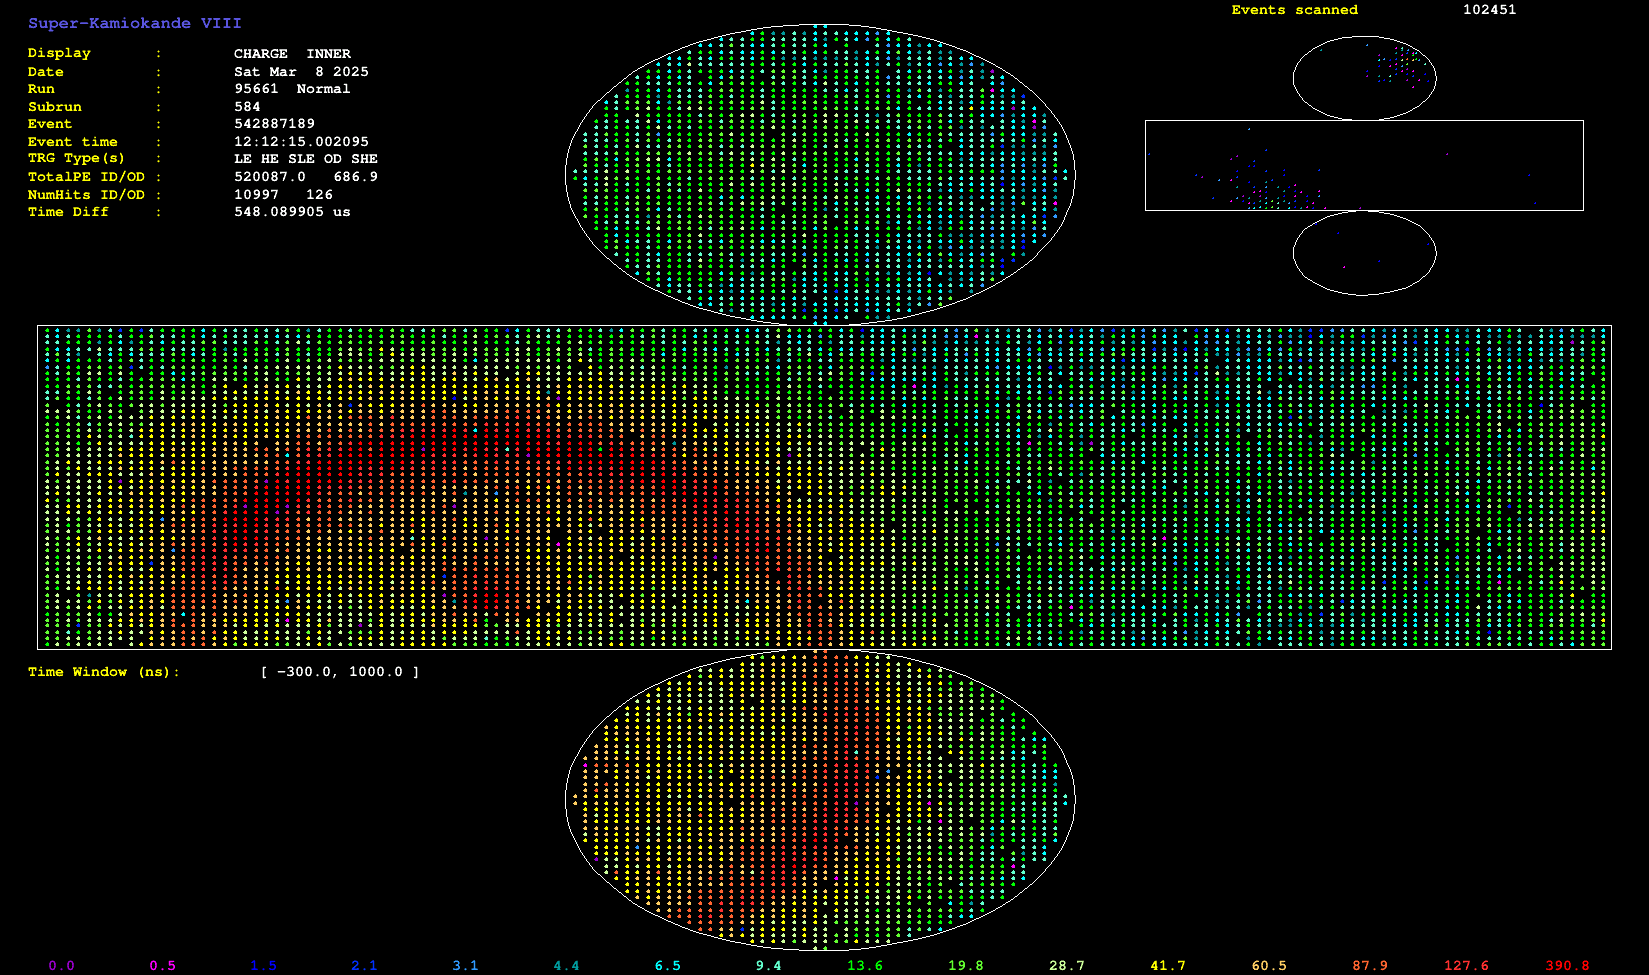 Super-Kamiokande VIII
Events scanned 102451
Display : CHARGE INNER
Date : Sat Mar 8 2025
Run : 95661 Normal
Subrun : 584
Event : 542887189
Event time : 12:12:15.002095
TRG Type(s) : LE HE SLE OD SHE
TotalPE ID/OD : 520087.0 686.9
NumHits ID/OD : 10997 126
Time Diff : 548.089905 us
Time Window (ns): [ -300.0, 1000.0 ]
0.0 0.5 1.5 2.1 3.1 4.4 6.5 9.4 13.6 19.8 28.7 41.7 60.5 87.9 127.6 390.8